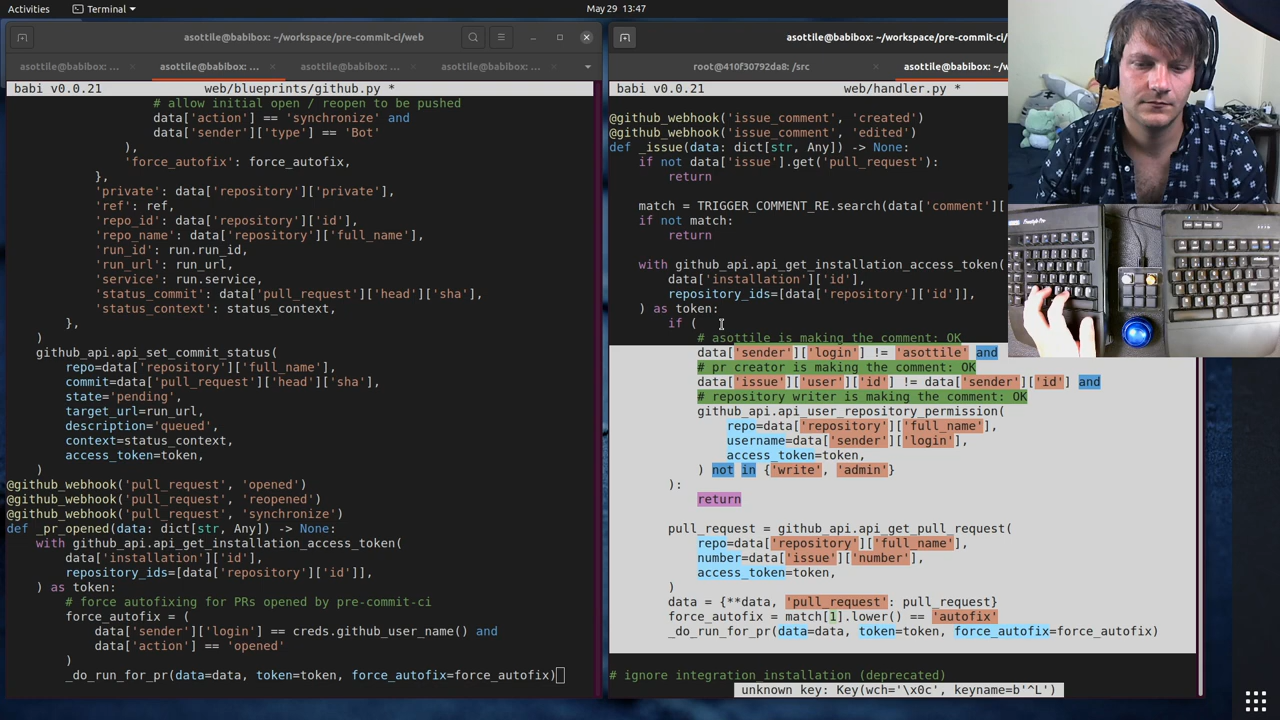 Activities
Terminal
May 29 13:47
asottile@babibox: ~/workspace/pre-commit-ci/web
asottile@babibox: ...
asottile@babibox: ...
asottile@babibox: ...
asottile@babibox: ...
babi v0.0.21 web/blueprints/github.py *
# allow initial open / reopen to be pushed
data['action'] == 'synchronize' and
data['sender']['type'] == 'Bot'
),
'force_autofix': force_autofix,
},
'private': data['repository']['private'],
'ref': ref,
'repo_id': data['repository']['id'],
'repo_name': data['repository']['full_name'],
'run_id': run.run_id,
'run_url': run_url,
'service': run.service,
'status_commit': data['pull_request']['head']['sha'],
'status_context': status_context,
},
)
github_api.api_set_commit_status(
repo=data['repository']['full_name'],
commit=data['pull_request']['head']['sha'],
state='pending',
target_url=run_url,
description='queued',
context=status_context,
access_token=token,
)
@github_webhook('pull_request', 'opened')
@github_webhook('pull_request', 'reopened')
@github_webhook('pull_request', 'synchronize')
def _pr_opened(data: dict[str, Any]) -> None:
with github_api.api_get_installation_access_token(
data['installation']['id'],
repository_ids=[data['repository']['id']],
) as token:
# force autofixing for PRs opened by pre-commit-ci
force_autofix = (
data['sender']['login'] == creds.github_user_name() and
data['action'] == 'opened'
)
_do_run_for_pr(data=data, token=token, force_autofix=force_autofix)
asottile@babibox: ~/workspace/pre-commit-ci/
root@410f30792da8: /src
asottile@babibox: ~/w
babi v0.0.21 web/handler.py *
@github_webhook('issue_comment', 'created')
@github_webhook('issue_comment', 'edited')
def _issue(data: dict[str, Any]) -> None:
if not data['issue'].get('pull_request'):
return
match = TRIGGER_COMMENT_RE.search(data['comment'][
if not match:
return
with github_api.api_get_installation_access_token(
data['installation']['id'],
repository_ids=[data['repository']['id']],
) as token:
if (
# asottile is making the comment: OK
data['sender']['login'] != 'asottile' and
# pr creator is making the comment: OK
data['issue']['user']['id'] != data['sender']['id'] and
# repository writer is making the comment: OK
github_api.api_user_repository_permission(
repo=data['repository']['full_name'],
username=data['sender']['login'],
access_token=token,
) not in {'write', 'admin'}
):
return
pull_request = github_api.api_get_pull_request(
repo=data['repository']['full_name'],
number=data['issue']['number'],
access_token=token,
)
data = {**data, 'pull_request': pull_request}
force_autofix = match[1].lower() == 'autofix'
_do_run_for_pr(data=data, token=token, force_autofix=force_autofix)
# ignore integration_installation (deprecated)
unknown key: Key(wch='\x0c', keyname=b'^L')